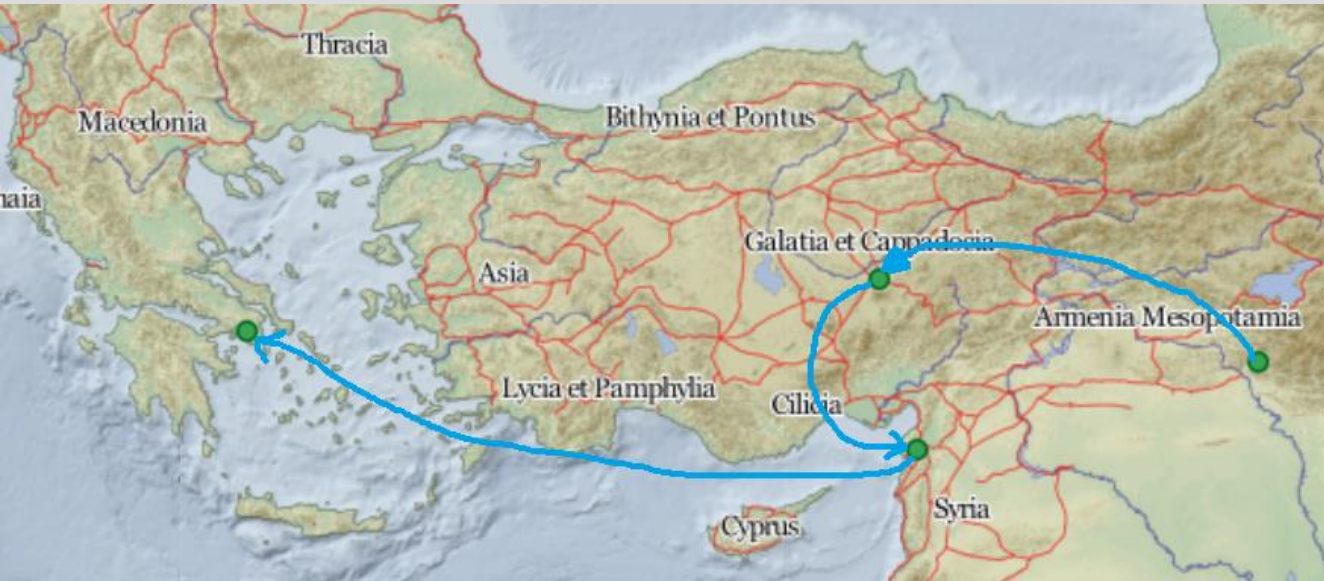 Thracia
Macedonia
Bithynia et Pontus
haia
Galatia et Cappadocia
Asia
Armenia Mesopotamia
Lycia et Pamphylia
Cilicia
Syria
Cyprus